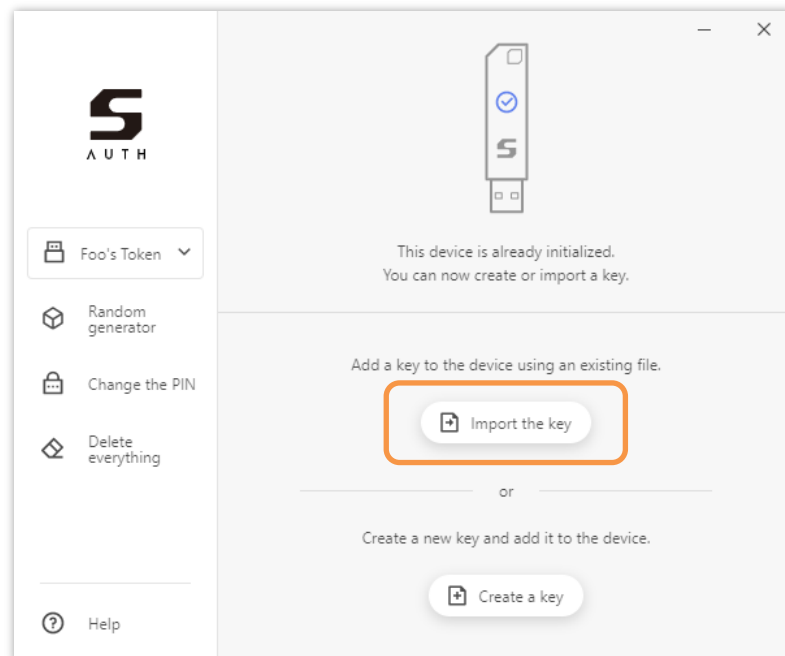 S
AUTH
Foo's Token
Random
generator
Change the PIN
Delete
everything
Help
S
This device is already initialized.
You can now create or import a key.
Add a key to the device using an existing file.
Import the key
or
Create a new key and add it to the device.
Create a key